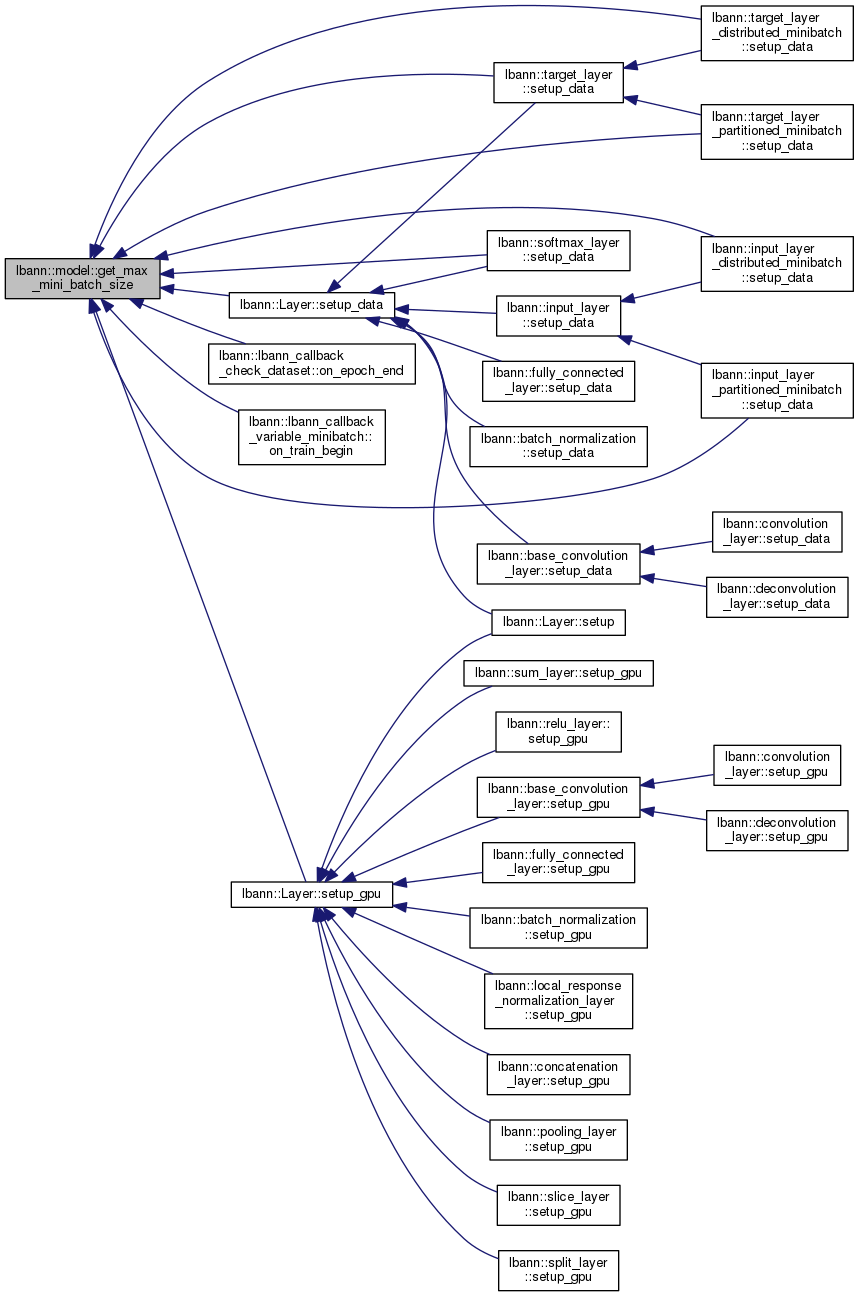 lbann::target_layer
_distributed_minibatch
::setup_data
lbann::target_layer
::setup_data
lbann::target_layer
_partitioned_minibatch
::setup_data
lbann::model::get_max
_mini_batch_size
lbann::softmax_layer
::setup_data
lbann::input_layer
_distributed_minibatch
::setup_data
lbann::Layer::setup_data
lbann::input_layer
::setup_data
lbann::lbann_callback
_check_dataset::on_epoch_end
lbann::fully_connected
_layer::setup_data
lbann::input_layer
_partitioned_minibatch
::setup_data
lbann::lbann_callback
_variable_minibatch::
on_train_begin
lbann::batch_normalization
::setup_data
lbann::convolution
_layer::setup_data
lbann::base_convolution
_layer::setup_data
lbann::deconvolution
_layer::setup_data
lbann::Layer::setup
lbann::sum_layer::setup_gpu
lbann::relu_layer::
setup_gpu
lbann::convolution
_layer::setup_gpu
lbann::base_convolution
_layer::setup_gpu
lbann::deconvolution
_layer::setup_gpu
lbann::fully_connected
_layer::setup_gpu
lbann::Layer::setup_gpu
lbann::batch_normalization
::setup_gpu
lbann::local_response
_normalization_layer
::setup_gpu
lbann::concatenation
_layer::setup_gpu
lbann::pooling_layer
::setup_gpu
lbann::slice_layer
::setup_gpu
lbann::split_layer
::setup_gpu